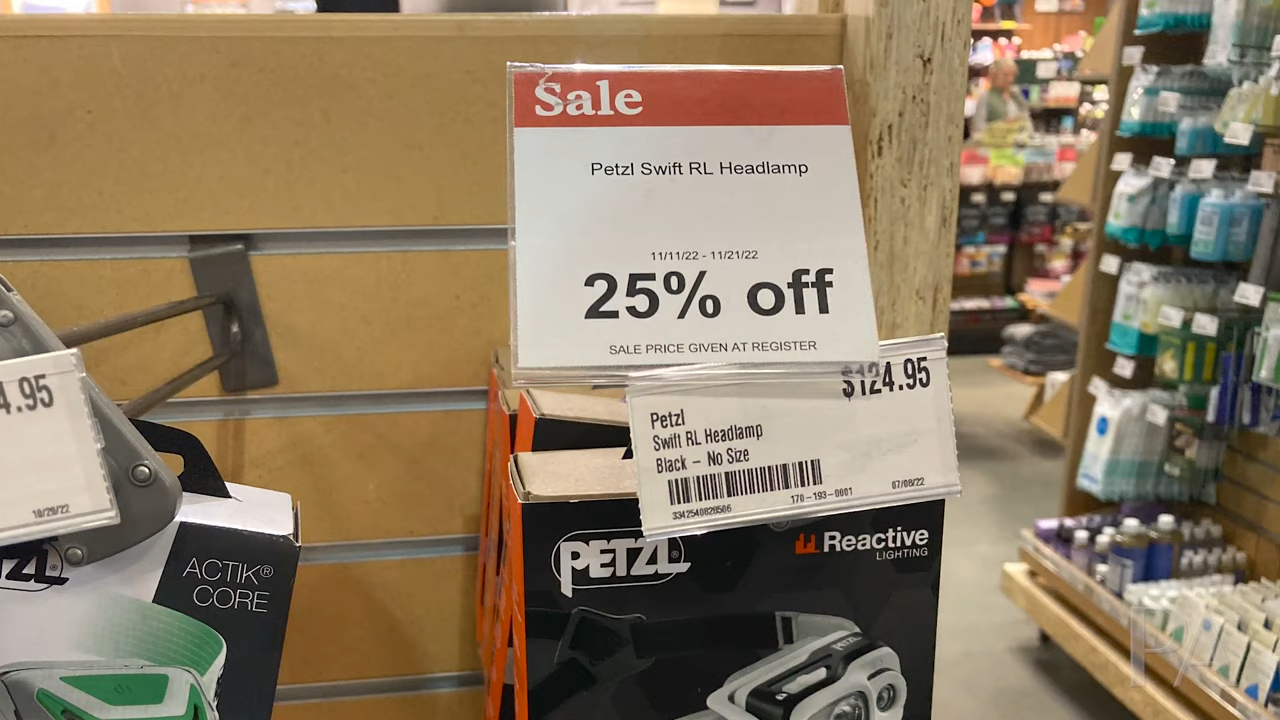 Sale
Petzl Swift RL Headlamp
11/11/22 - 11/21/22
25% off
SALE PRICE GIVEN AT REGISTER
$124.95
Petzl
Swift RL Headlamp
Black – No Size
170-193-0001
07/08/22
3342540828506
4.95
10/29/22
ACTIK®
CORE
PETZL®
Reactive
LIGHTING
PETZL
PA